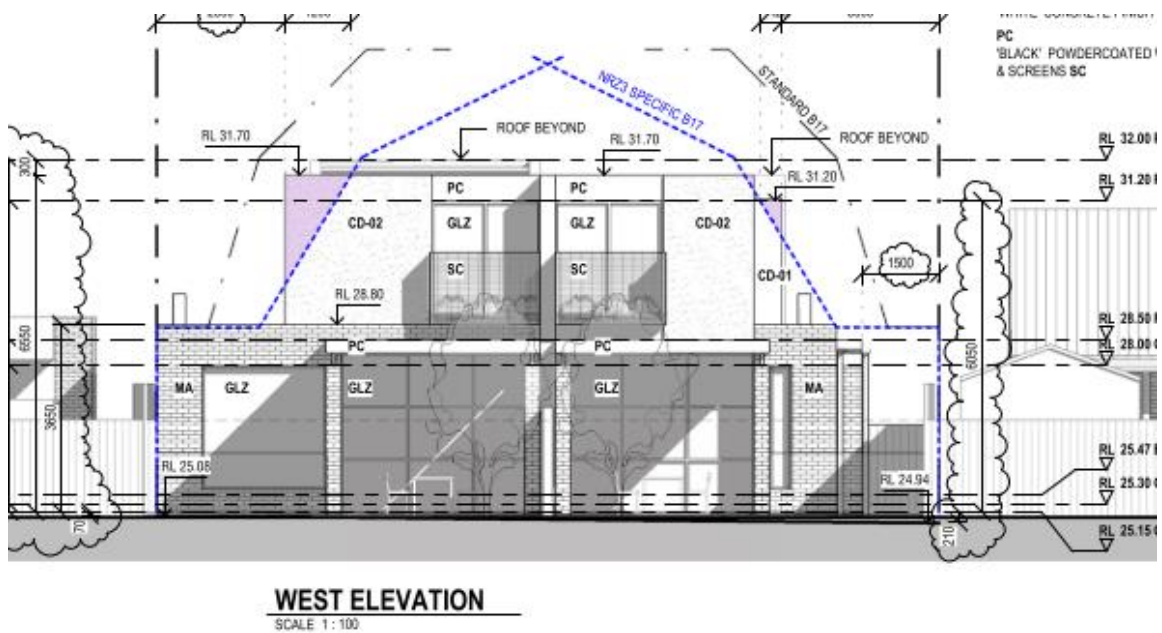 1200
PC
'BLACK' POWDERCOATED
& SCREENS SC
NRZ3 SPECIFIC B17
STANDARD B17
RL 31.70
ROOF BEYOND
RL 31.70
ROOF BEYOND
RL 32.00
300
PC
PC
RL 31.20
RL 31.20
CD-02
GLZ
GLZ
CD-02
SC
SC
CD-01
1500
RL 28.80
RL 28.50
RL 28.00
6550
PC
PC
6050
MA
GLZ
GLZ
GLZ
MA
3650
RL 25.08
RL 24.94
RL 25.47
RL 25.30
70
210
RL 25.15
WEST ELEVATION
SCALE 1 : 100